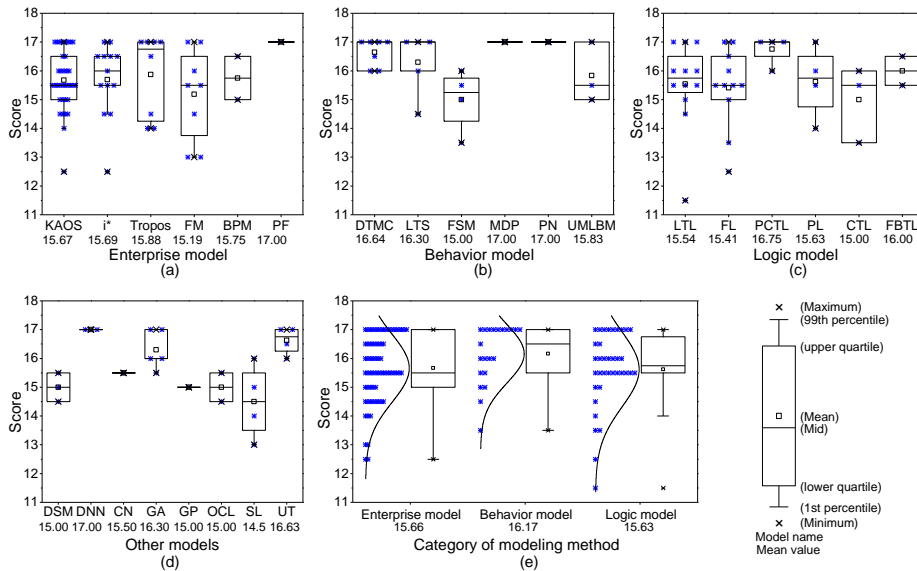 18
17
16
15
14
13
12
11
Score
KAOS i* Tropos FM BPM PF
15.67 15.69 15.88 15.19 15.75 17.00
Enterprise model
(a)
18
17
16
15
14
13
12
11
Score
DTMC LTS FSM MDP PN UMLBM
16.64 16.30 15.00 17.00 17.00 15.83
Behavior model
(b)
18
17
16
15
14
13
12
11
Score
LTL FL PCTL PL CTL FBTL
15.54 15.41 16.75 15.63 15.00 16.00
Logic model
(c)
18
17
16
15
14
13
12
11
Score
DSM DNN CN GA GP OCL SL UT
15.00 17.00 15.50 16.30 15.00 15.00 14.5 16.63
Other models
(d)
18
17
16
15
14
13
12
11
Score
Enterprise model Behavior model Logic model
15.66 16.17 15.63
Category of modeling method
(e)
(Maximum)
(99th percentile)
(upper quartile)
(Mean)
(Mid)
(lower quartile)
(1st percentile)
(Minimum)
Model name
Mean value